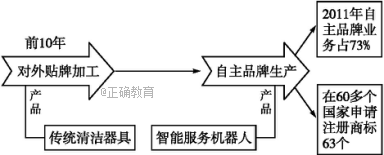 前10年
对外贴牌加工
产品
传统清洁器具
自主品牌生产
产品
智能服务机器人
2011年自
主品牌业
务占73%
在60多个
国家申请
注册商标
63个
@正确教育